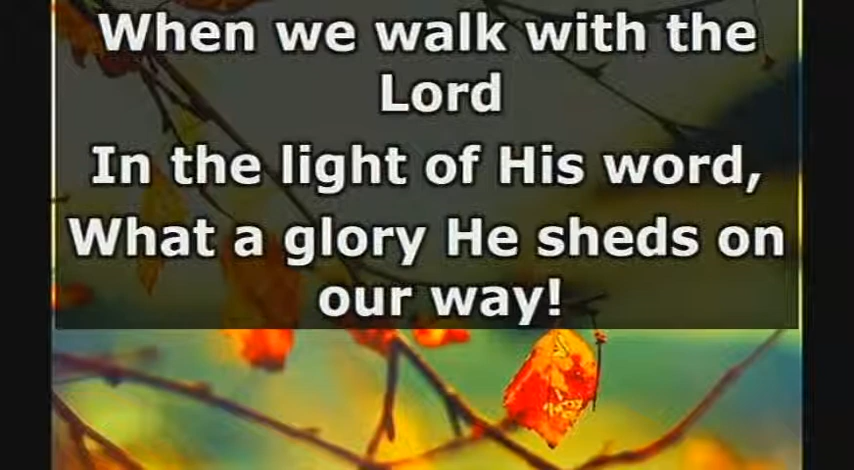 When we walk with the
Lord
In the light of His word,
What a glory He sheds on
our way!